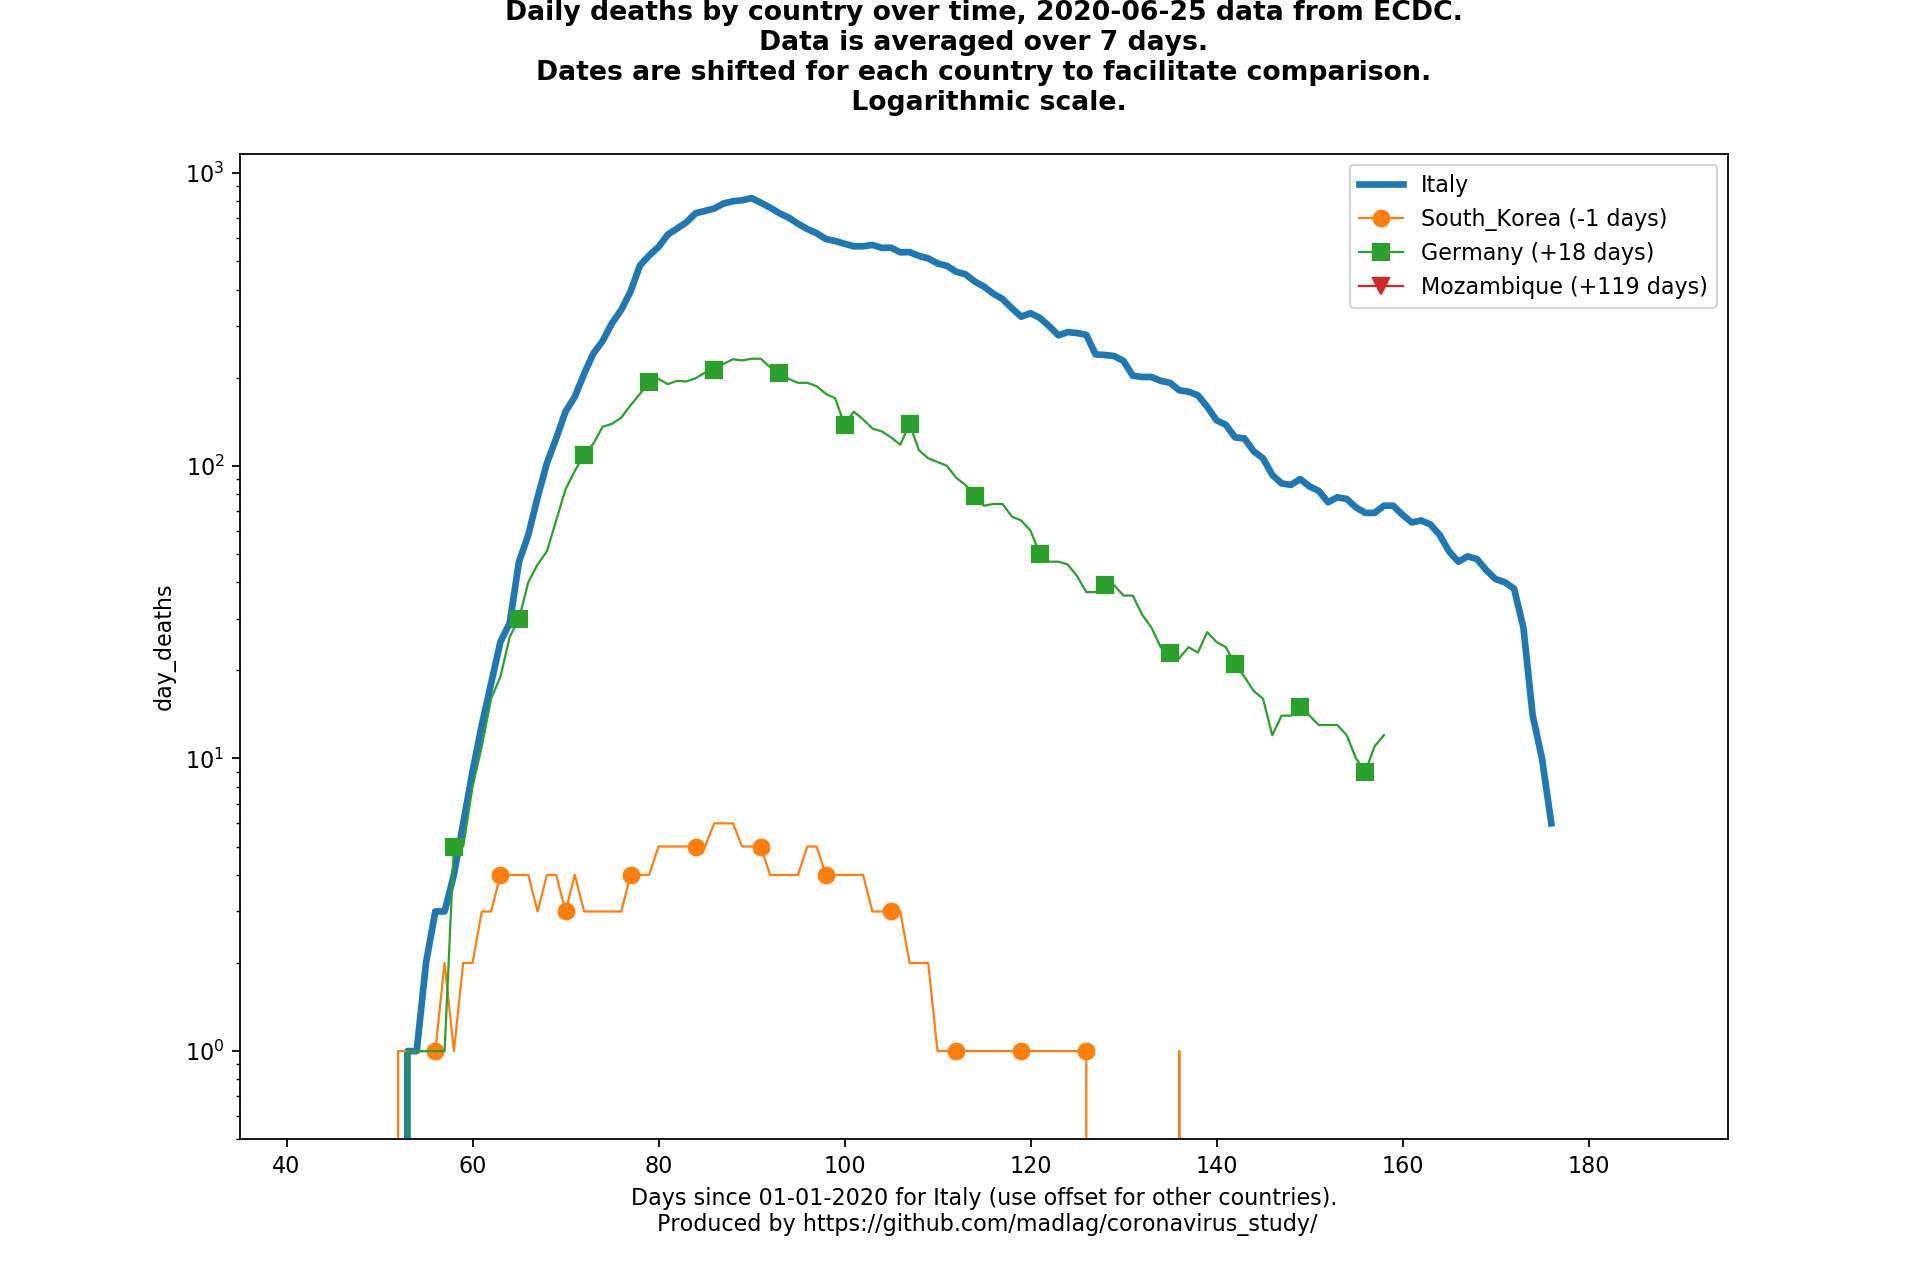 Daily deaths by country over time, 2020-06-25 data from ECDC.
Data is averaged over 7 days.
Dates are shifted for each country to facilitate comparison.
Logarithmic scale.
Italy
South_Korea (-1 days)
Germany (+18 days)
Mozambique (+119 days)
day_deaths
10³
10²
10¹
10⁰
40 60 80 100 120 140 160 180
Days since 01-01-2020 for Italy (use offset for other countries).
Produced by https://github.com/madlag/coronavirus_study/